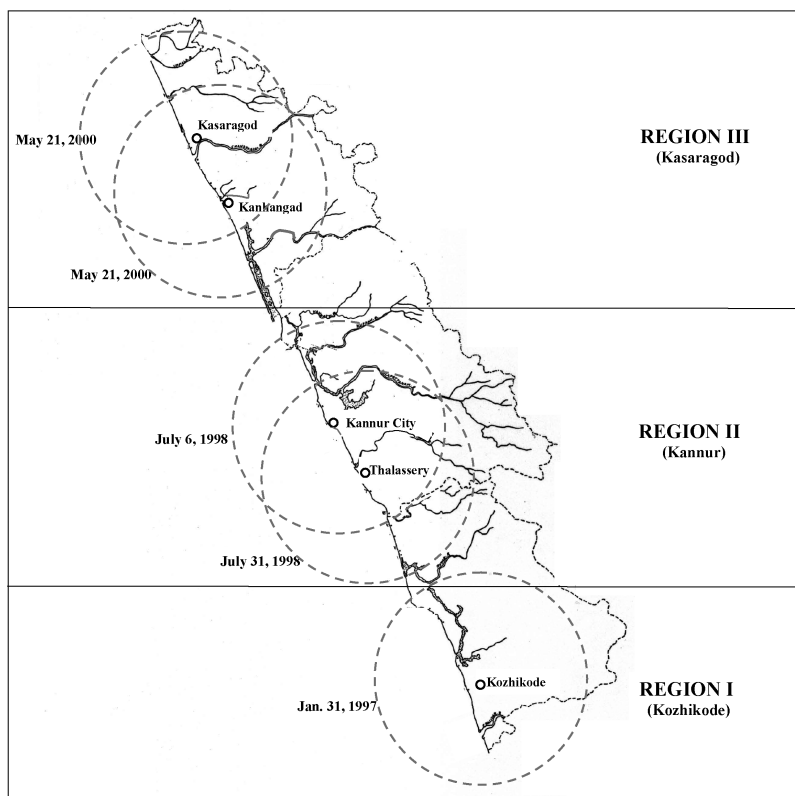 Kasaragod
May 21, 2000
REGION III
(Kasaragod)
Kanhangad
May 21, 2000
Kannur City
July 6, 1998
REGION II
(Kannur)
Thalassery
July 31, 1998
Kozhikode
REGION I
Jan. 31, 1997
(Kozhikode)